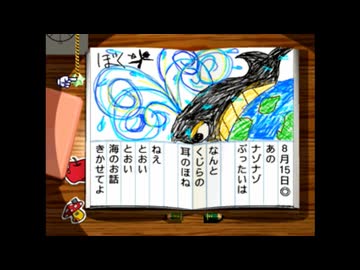 ぼく
8月15日◎
あの
ナゾナゾ
ぶったいは
なんと
くじらの
耳のほね
ねえ
とおい
とおい
海のお話
きかせてよ